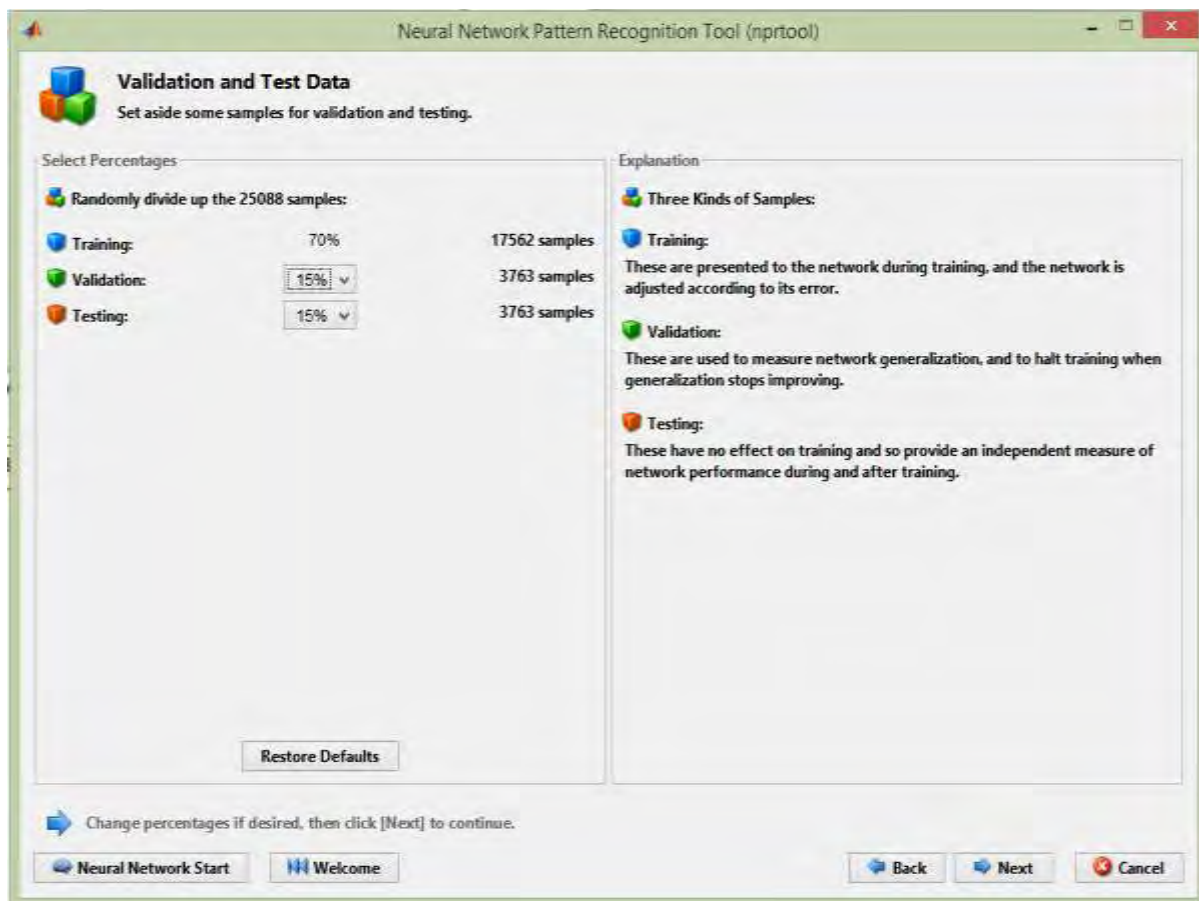 Neural Network Pattern Recognition Tool (nprtool)
Validation and Test Data
Set aside some samples for validation and testing.
Select Percentages
Randomly divide up the 25088 samples:
Training: 70% 17562 samples
Validation: 15% 3763 samples
Testing: 15% 3763 samples
Restore Defaults
Explanation
Three Kinds of Samples:
Training:
These are presented to the network during training, and the network is
adjusted according to its error.
Validation:
These are used to measure network generalization, and to halt training when
generalization stops improving.
Testing:
These have no effect on training and so provide an independent measure of
network performance during and after training.
Change percentages if desired, then click [Next] to continue.
Neural Network Start Welcome Back Next Cancel